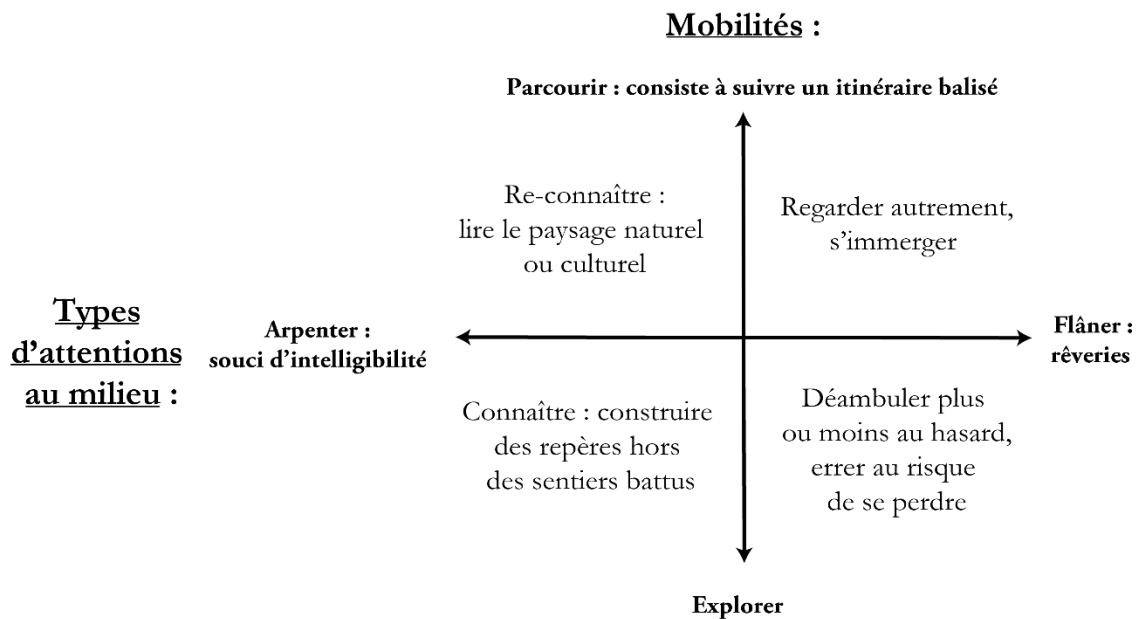 Mobilités :
Parcourir : consiste à suivre un itinéraire balisé
Re-connaître :
lire le paysage naturel
ou culturel
Regarder autrement,
s’immerger
Types
d’attentions
au milieu :
Arpenter :
souci d’intelligibilité
Flâner :
rêveries
Connaître : construire
des repères hors
des sentiers battus
Déambuler plus
ou moins au hasard,
errer au risque
de se perdre
Explorer